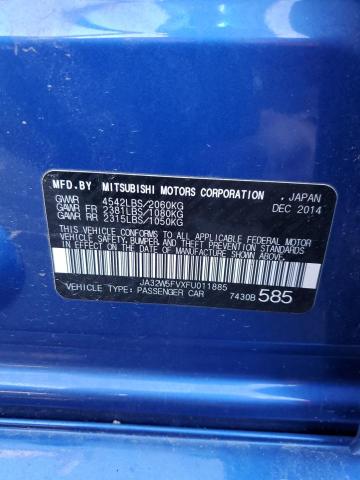 MFD.BY MITSUBISHI MOTORS CORPORATION , JAPAN
GVWR 4542LBS/2060KG DEC 2014
GAWR FR 2381LBS/1080KG
GAWR RR 2315LBS/1050KG
THIS VEHICLE CONFORMS TO ALL APPLICABLE FEDERAL MOTOR
VEHICLE SAFETY, BUMPER, AND THEFT PREVENTION STANDARDS
IN EFFECT ON THE DATE OF MANUFACTURE SHOWN ABOVE.
JA32W5FVXFU011885
VEHICLE TYPE: PASSENGER CAR 7430B 585